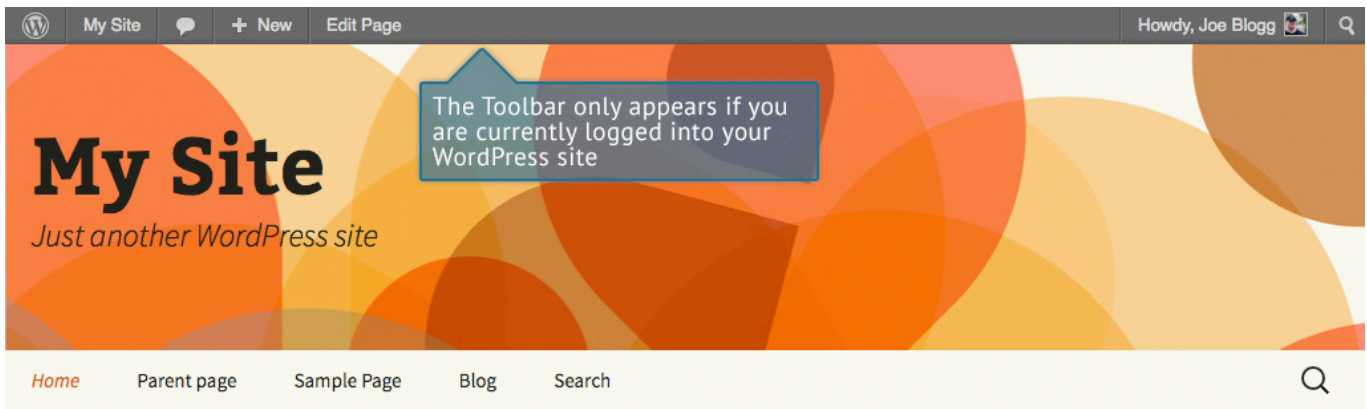 My Site + New Edit Page Howdy, Joe Blogg
The Toolbar only appears if you
are currently logged into your
WordPress site
My Site
Just another WordPress site
Home Parent page Sample Page Blog Search